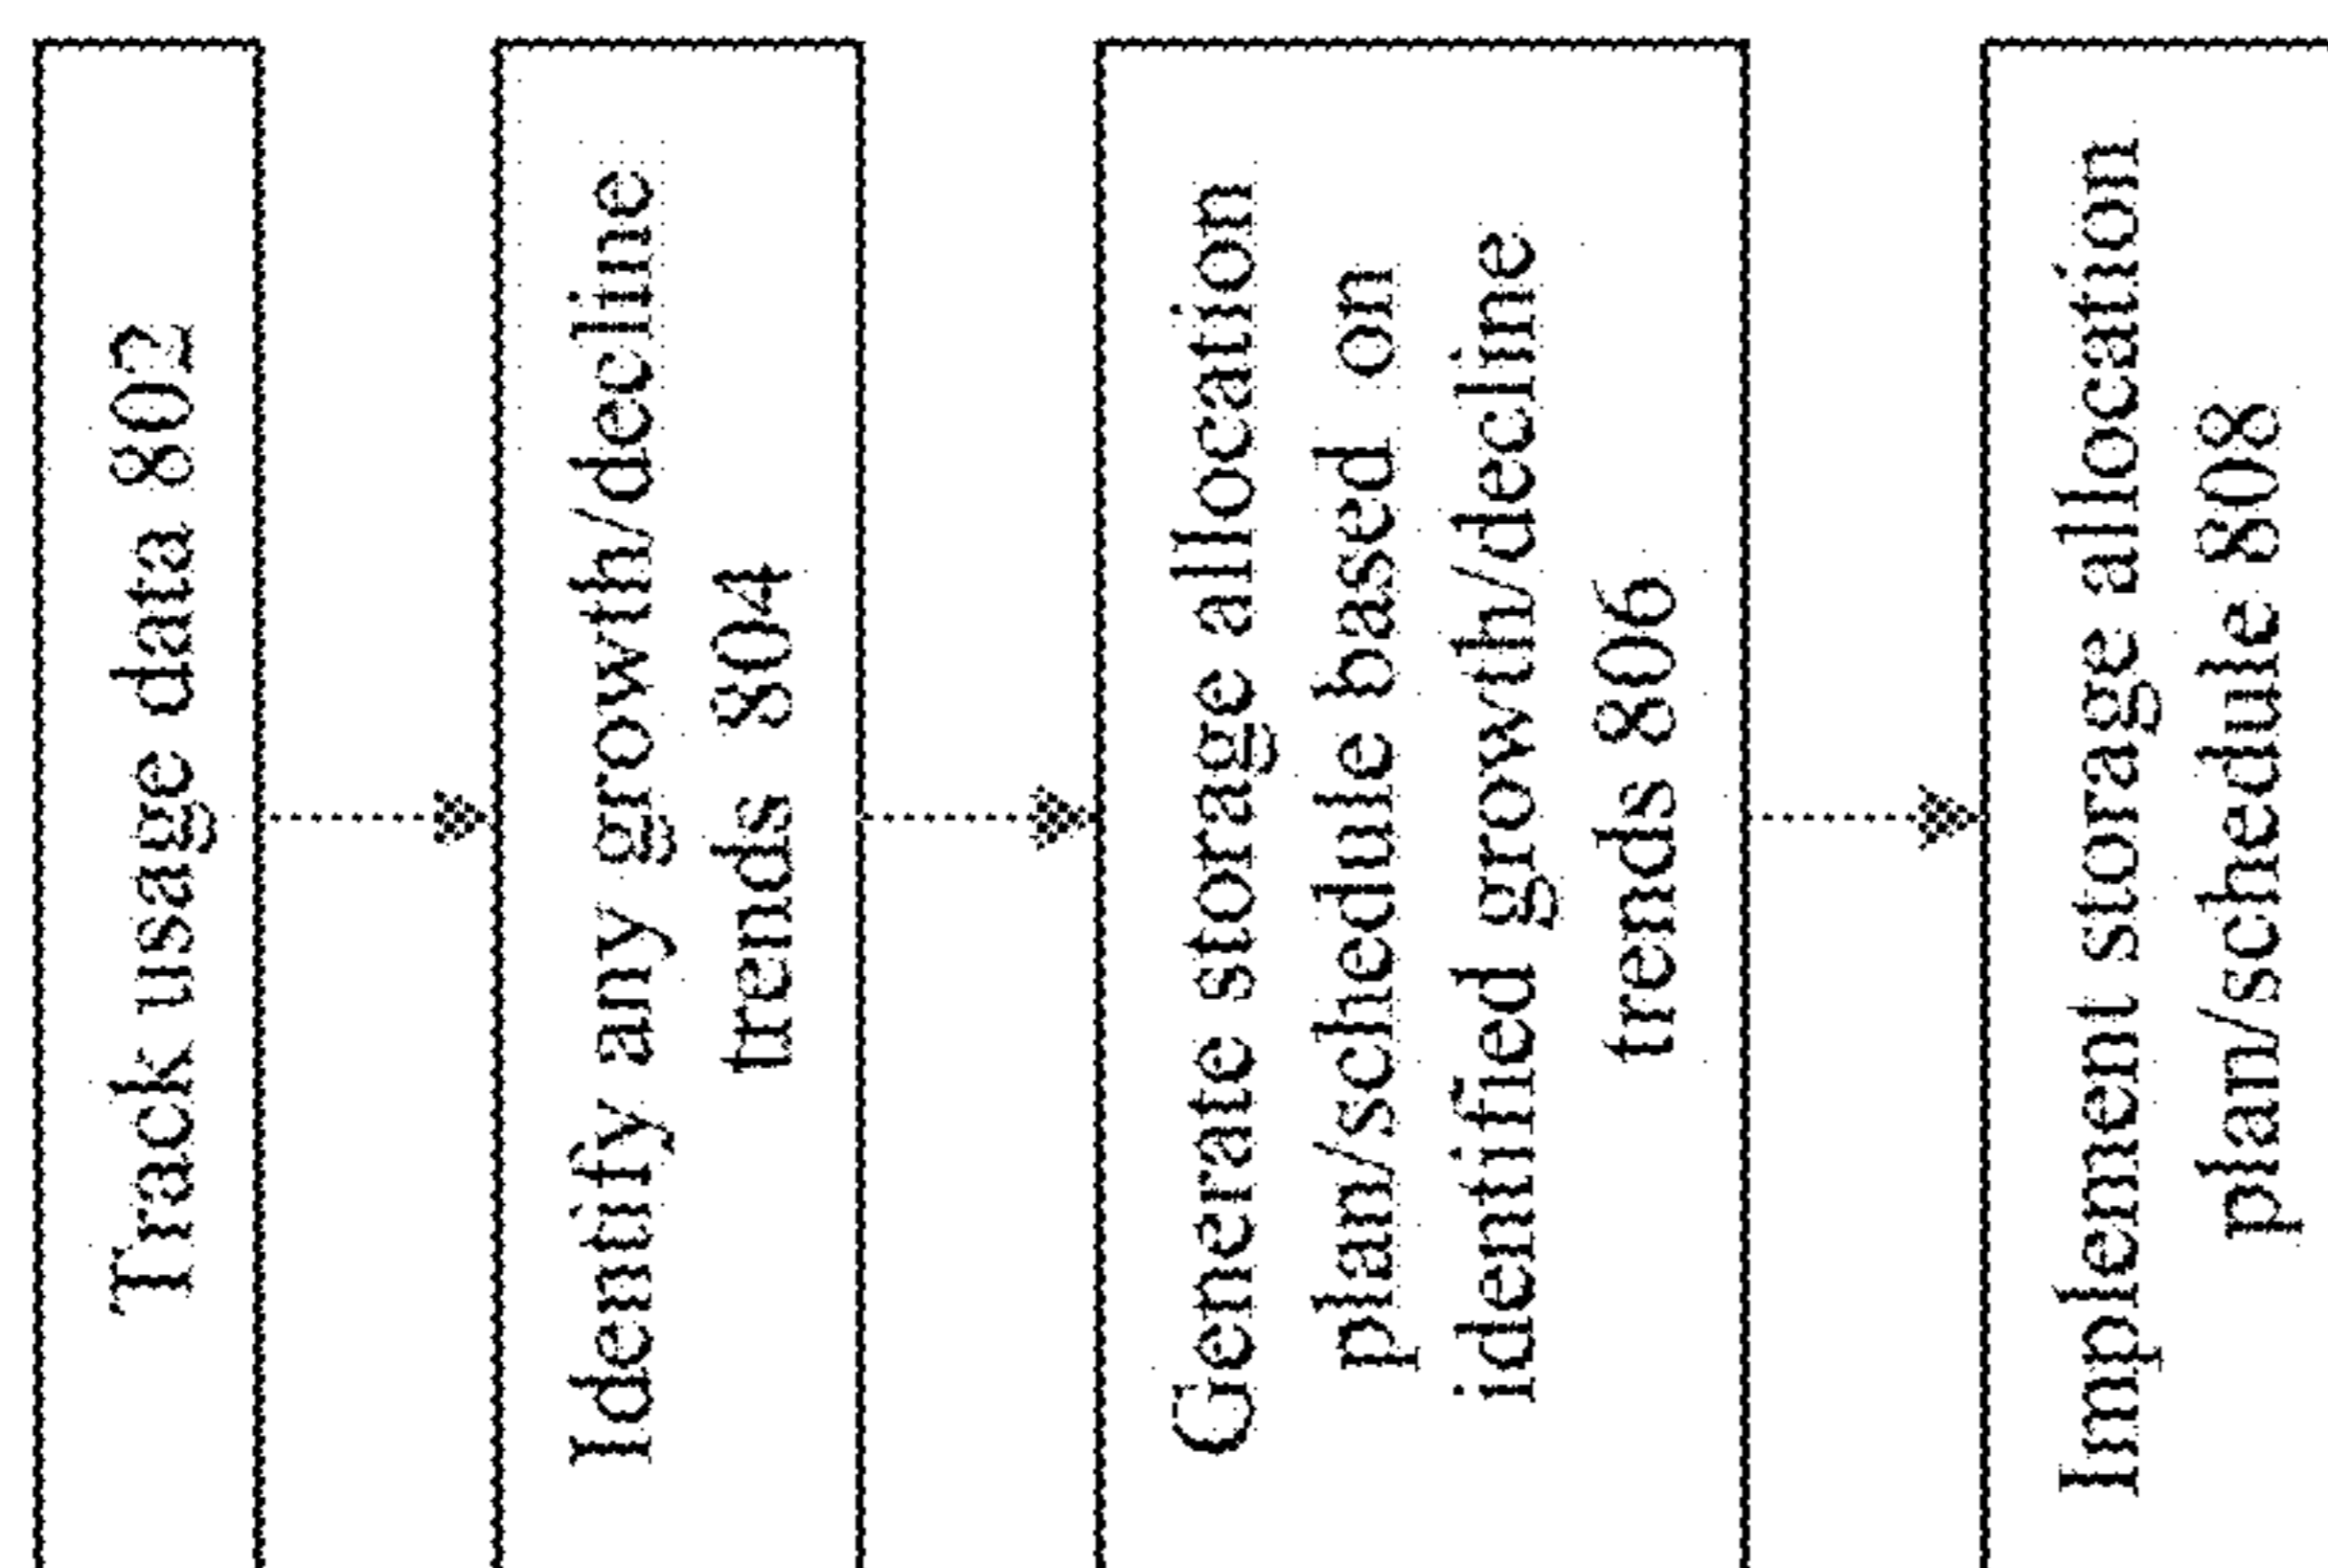 Track usage data 802
Identify any growth/decline
trends 804
Generate storage allocation
plan/schedule based on
identified growth/decline
trends 806
Implement storage allocation
plan/schedule 808